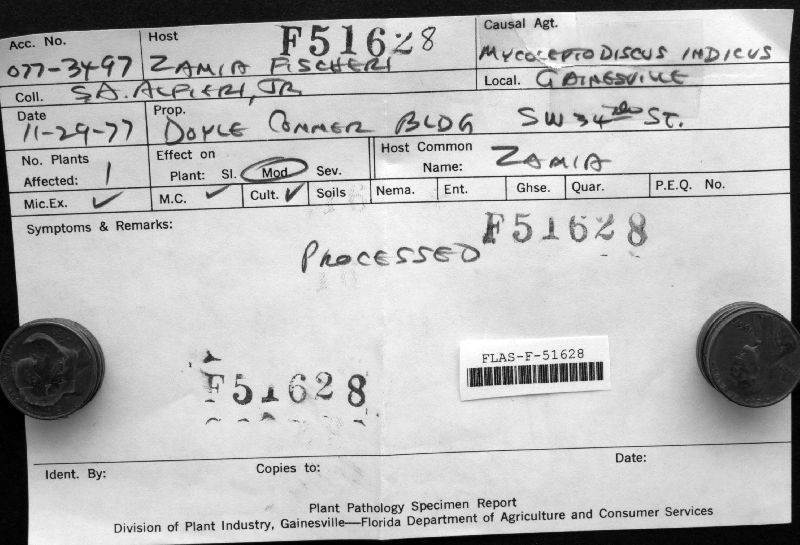 Acc. No. Host F51628 Causal Agt.
077-3497 ZAMIA FISCHERI MYCOLEPTODISCUS INDICUS
Coll. SA. ALFIERI, JR Local. GAINESVILLE
Date Prop.
11-29-77 DOYLE CONNER BLDG SW 34th ST.
No. Plants Effect on Host Common
Affected: 1 Plant: Sl. Mod. Sev. Name: ZAMIA
Mic.Ex. ✓ M.C. ✓ Cult. ✓ Soils Nema. Ent. Ghse. Quar. P.E.Q. No.
Symptoms & Remarks:
PROCESSED F51628
FLAS-F-51628
F51628
Ident. By: Copies to: Date:
Plant Pathology Specimen Report
Division of Plant Industry, Gainesville—Florida Department of Agriculture and Consumer Services